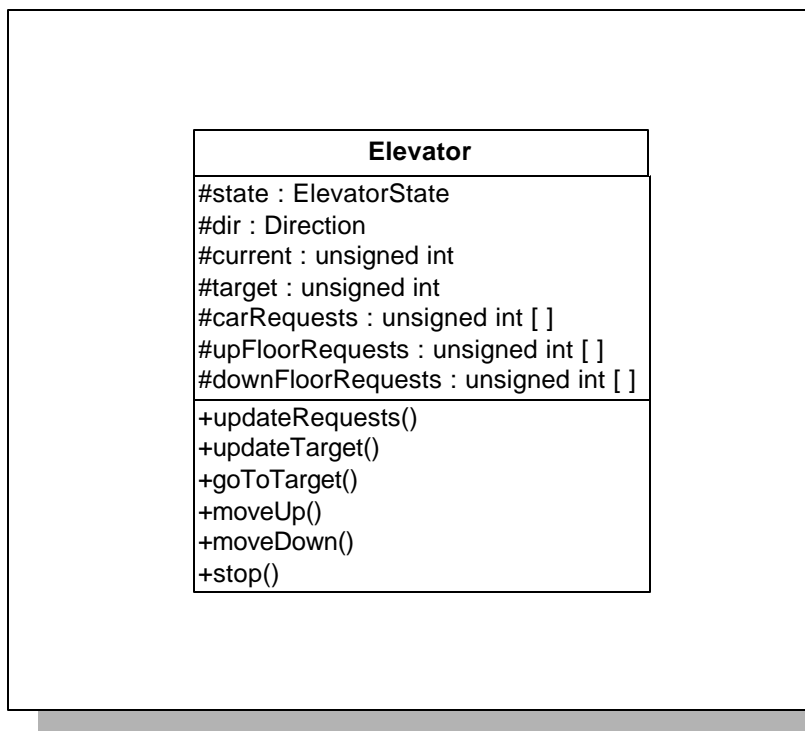 Elevator
#state : ElevatorState
#dir : Direction
#current : unsigned int
#target : unsigned int
#carRequests : unsigned int [ ]
#upFloorRequests : unsigned int [ ]
#downFloorRequests : unsigned int [ ]
+updateRequests()
+updateTarget()
+goToTarget()
+moveUp()
+moveDown()
+stop()